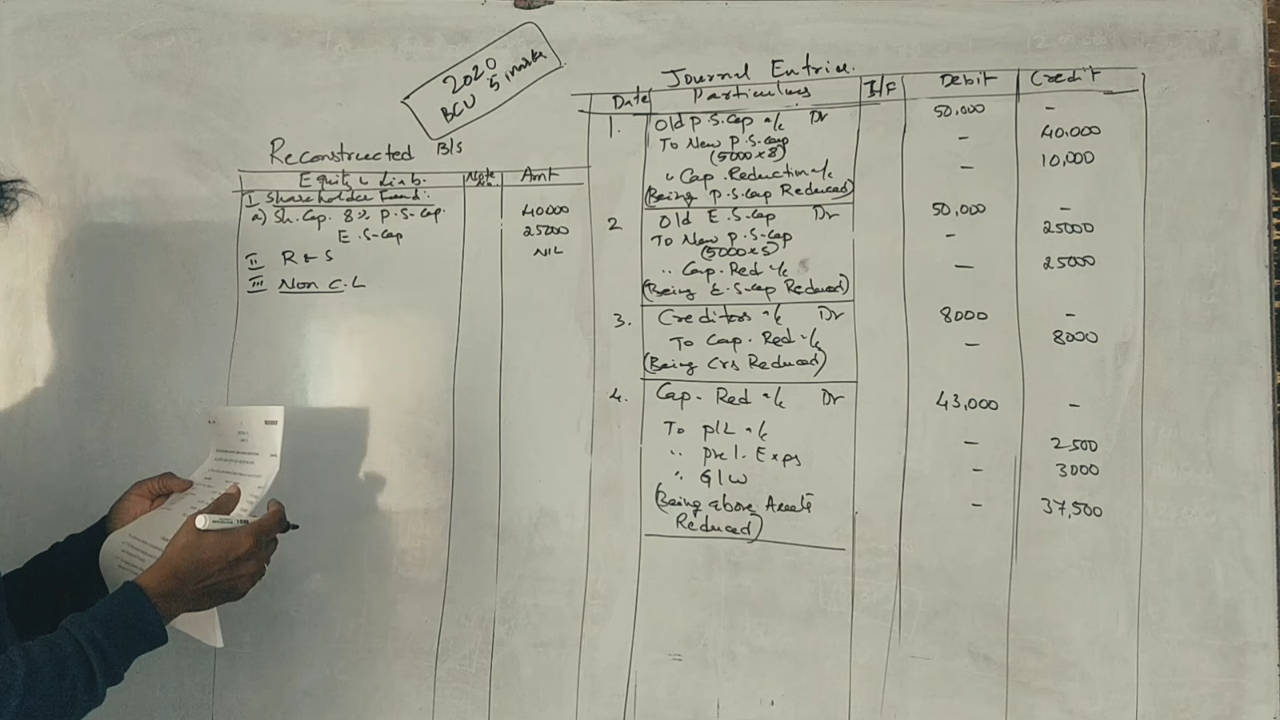 2020
BCU 5 marks
Reconstructed B/s
Equity & Liab. Note No. Amt
I Shareholder Fund:
a) Sh. Cap. 8% P.S-Cap. 40000
E.S-Cap 25000
II R & S NIL
III Non C.L
Journal Entries.
Date Particulars L/F Debit Credit
1. Old P.S.Cap a/c Dr 50,000 -
To New P.S.Cap - 40,000
(5000x8)
" Cap. Reduction a/c - 10,000
(Being P.S.Cap Reduced)
2 Old E.S.Cap Dr 50,000 -
To New P.S.Cap - 25000
(5000x5)
" Cap. Red a/c - 25000
(Being E.S.Cap Reduced)
3. Creditors a/c Dr 8000 -
To Cap. Red a/c - 8000
(Being Crs Reduced)
4. Cap. Red a/c Dr 43,000 -
To P/L a/c - 2500
" Prel. Exps - 3000
" G/W - 37,500
(Being above Assets
Reduced)